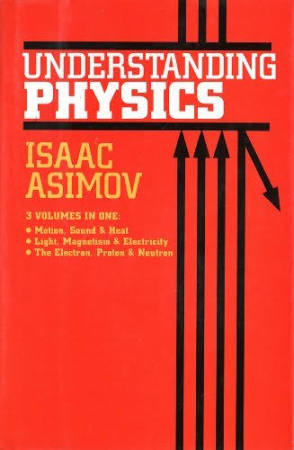 UNDERSTANDING
PHYSICS
ISAAC
ASIMOV
3 VOLUMES IN ONE:
• Motion, Sound & Heat
• Light, Magnetism & Electricity
• The Electron, Proton & Neutron